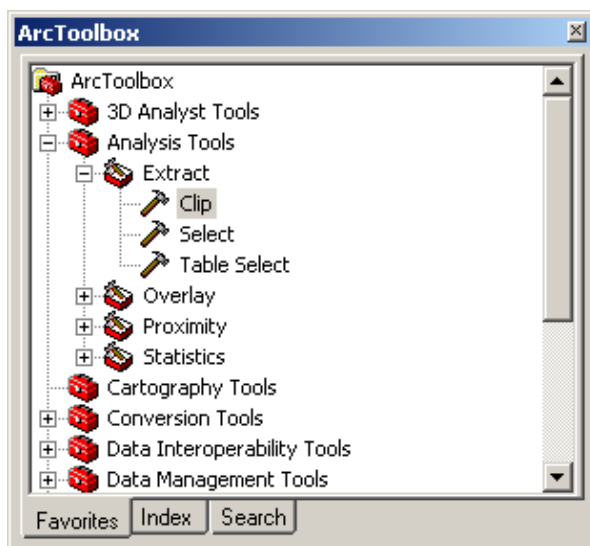 ArcToolbox
ArcToolbox
3D Analyst Tools
Analysis Tools
Extract
Clip
Select
Table Select
Overlay
Proximity
Statistics
Cartography Tools
Conversion Tools
Data Interoperability Tools
Data Management Tools
Favorites Index Search